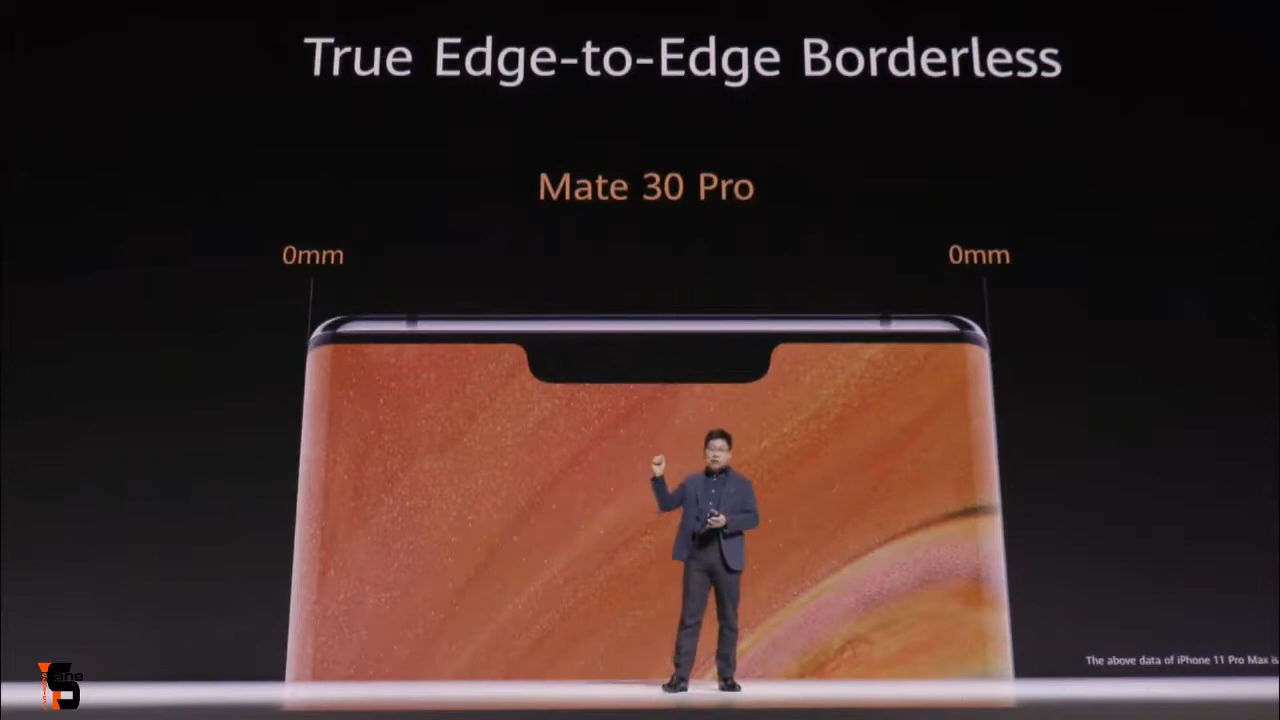 True Edge-to-Edge Borderless
Mate 30 Pro
0mm 0mm
The above data of iPhone 11 Pro Max is